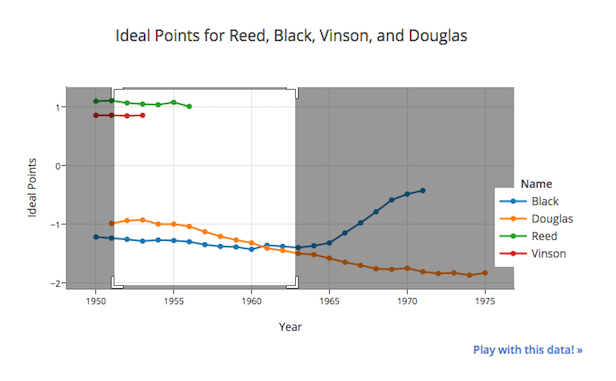 Ideal Points for Reed, Black, Vinson, and Douglas
Ideal Points
1
0
−1
−2
1950
1955
1960
1965
1970
1975
Year
Name
Black
Douglas
Reed
Vinson
Play with this data! »